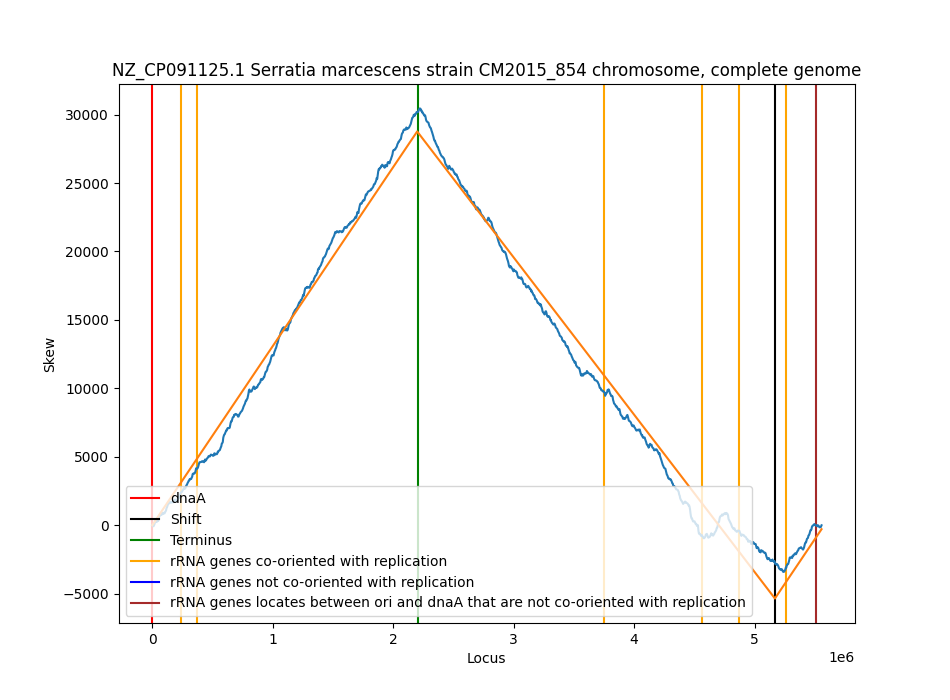 NZ_CP091125.1 Serratia marcescens strain CM2015_854 chromosome, complete genome
30000
25000
20000
15000
10000
5000
0
−5000
Skew
dnaA
Shift
Terminus
rRNA genes co-oriented with replication
rRNA genes not co-oriented with replication
rRNA genes locates between ori and dnaA that are not co-oriented with replication
0 1 2 3 4 5
1e6
Locus